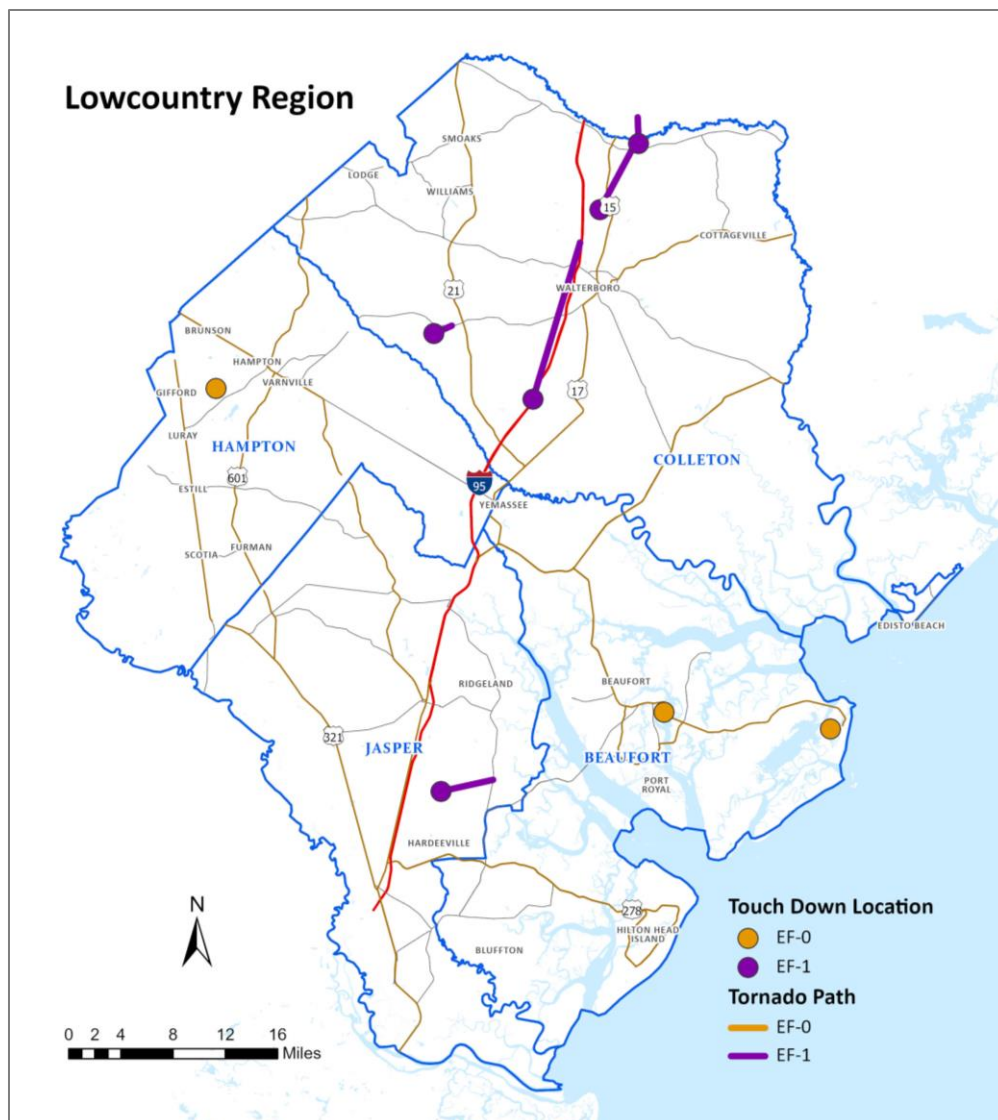 Lowcountry Region
SMOAKS
LODGE
WILLIAMS
15
COTTAGEVILLE
21
WALTERBORO
BRUNSON
HAMPTON
VARNVILLE
GIFFORD
17
LURAY
HAMPTON
COLLETON
601
95
ESTILL
YEMASSEE
SCOTIA
FURMAN
EDISTO BEACH
RIDGELAND
BEAUFORT
321
JASPER
BEAUFORT
PORT
ROYAL
HARDEEVILLE
278
HILTON HEAD
ISLAND
BLUFFTON
N
0 2 4 8 12 16
Miles
Touch Down Location
EF-0
EF-1
Tornado Path
EF-0
EF-1